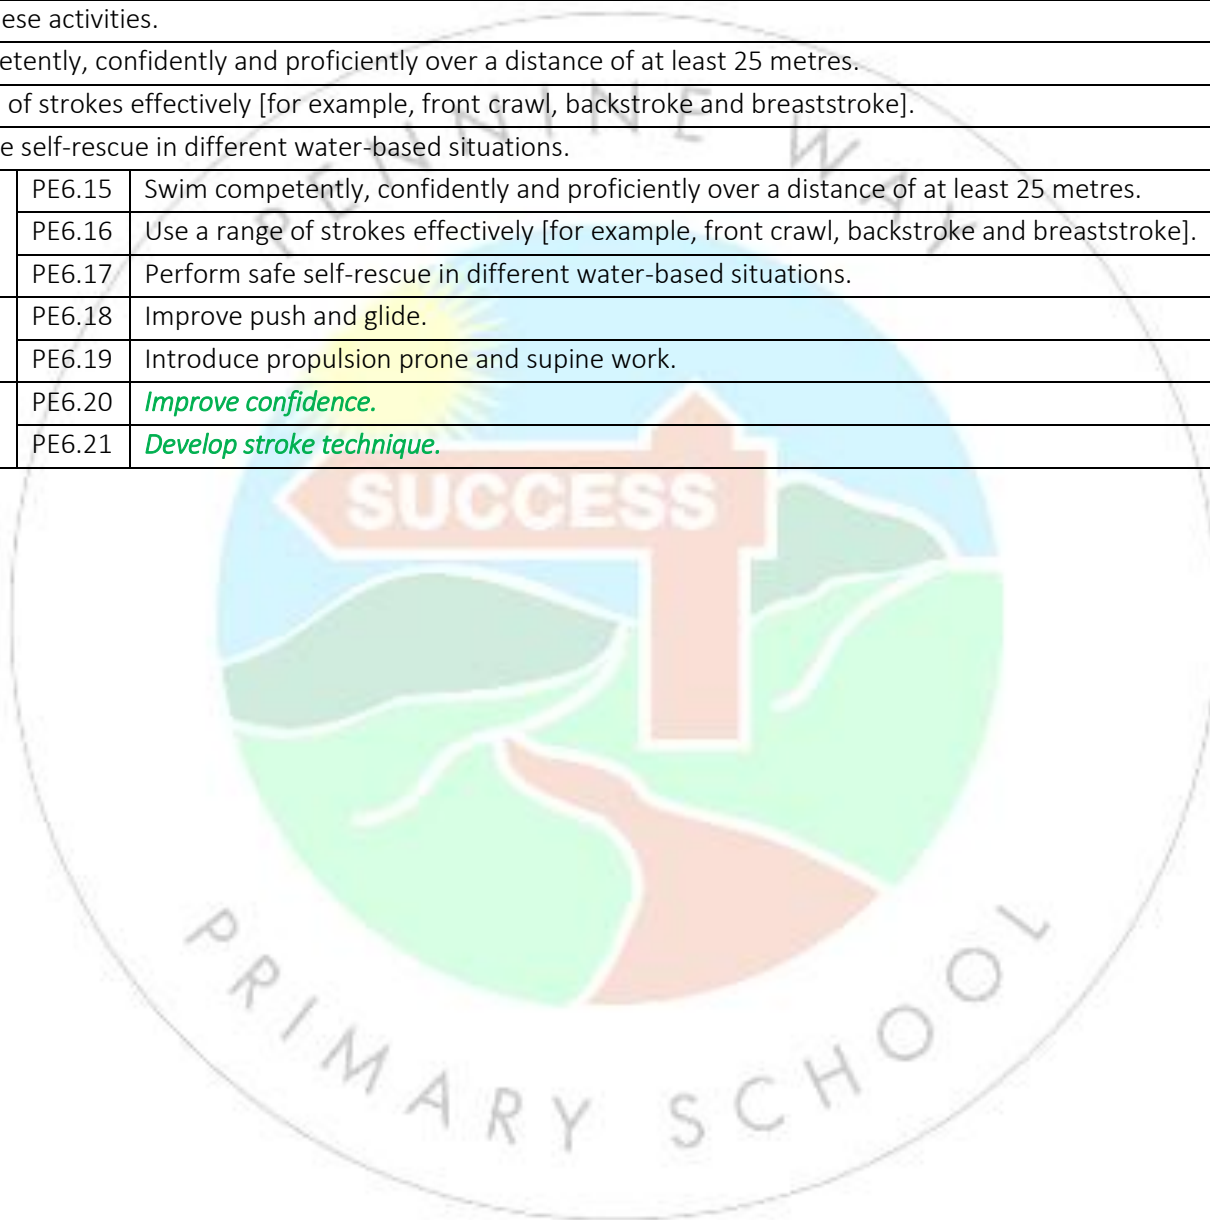 ese activities.
etently, confidently and proficiently over a distance of at least 25 metres.
of strokes effectively [for example, front crawl, backstroke and breaststroke].
e self-rescue in different water-based situations.
PE6.15 Swim competently, confidently and proficiently over a distance of at least 25 metres.
PE6.16 Use a range of strokes effectively [for example, front crawl, backstroke and breaststroke].
PE6.17 Perform safe self-rescue in different water-based situations.
PE6.18 Improve push and glide.
PE6.19 Introduce propulsion prone and supine work.
PE6.20 Improve confidence.
PE6.21 Develop stroke technique.
PENNINE WAY
SUCCESS
PRIMARY SCHOOL